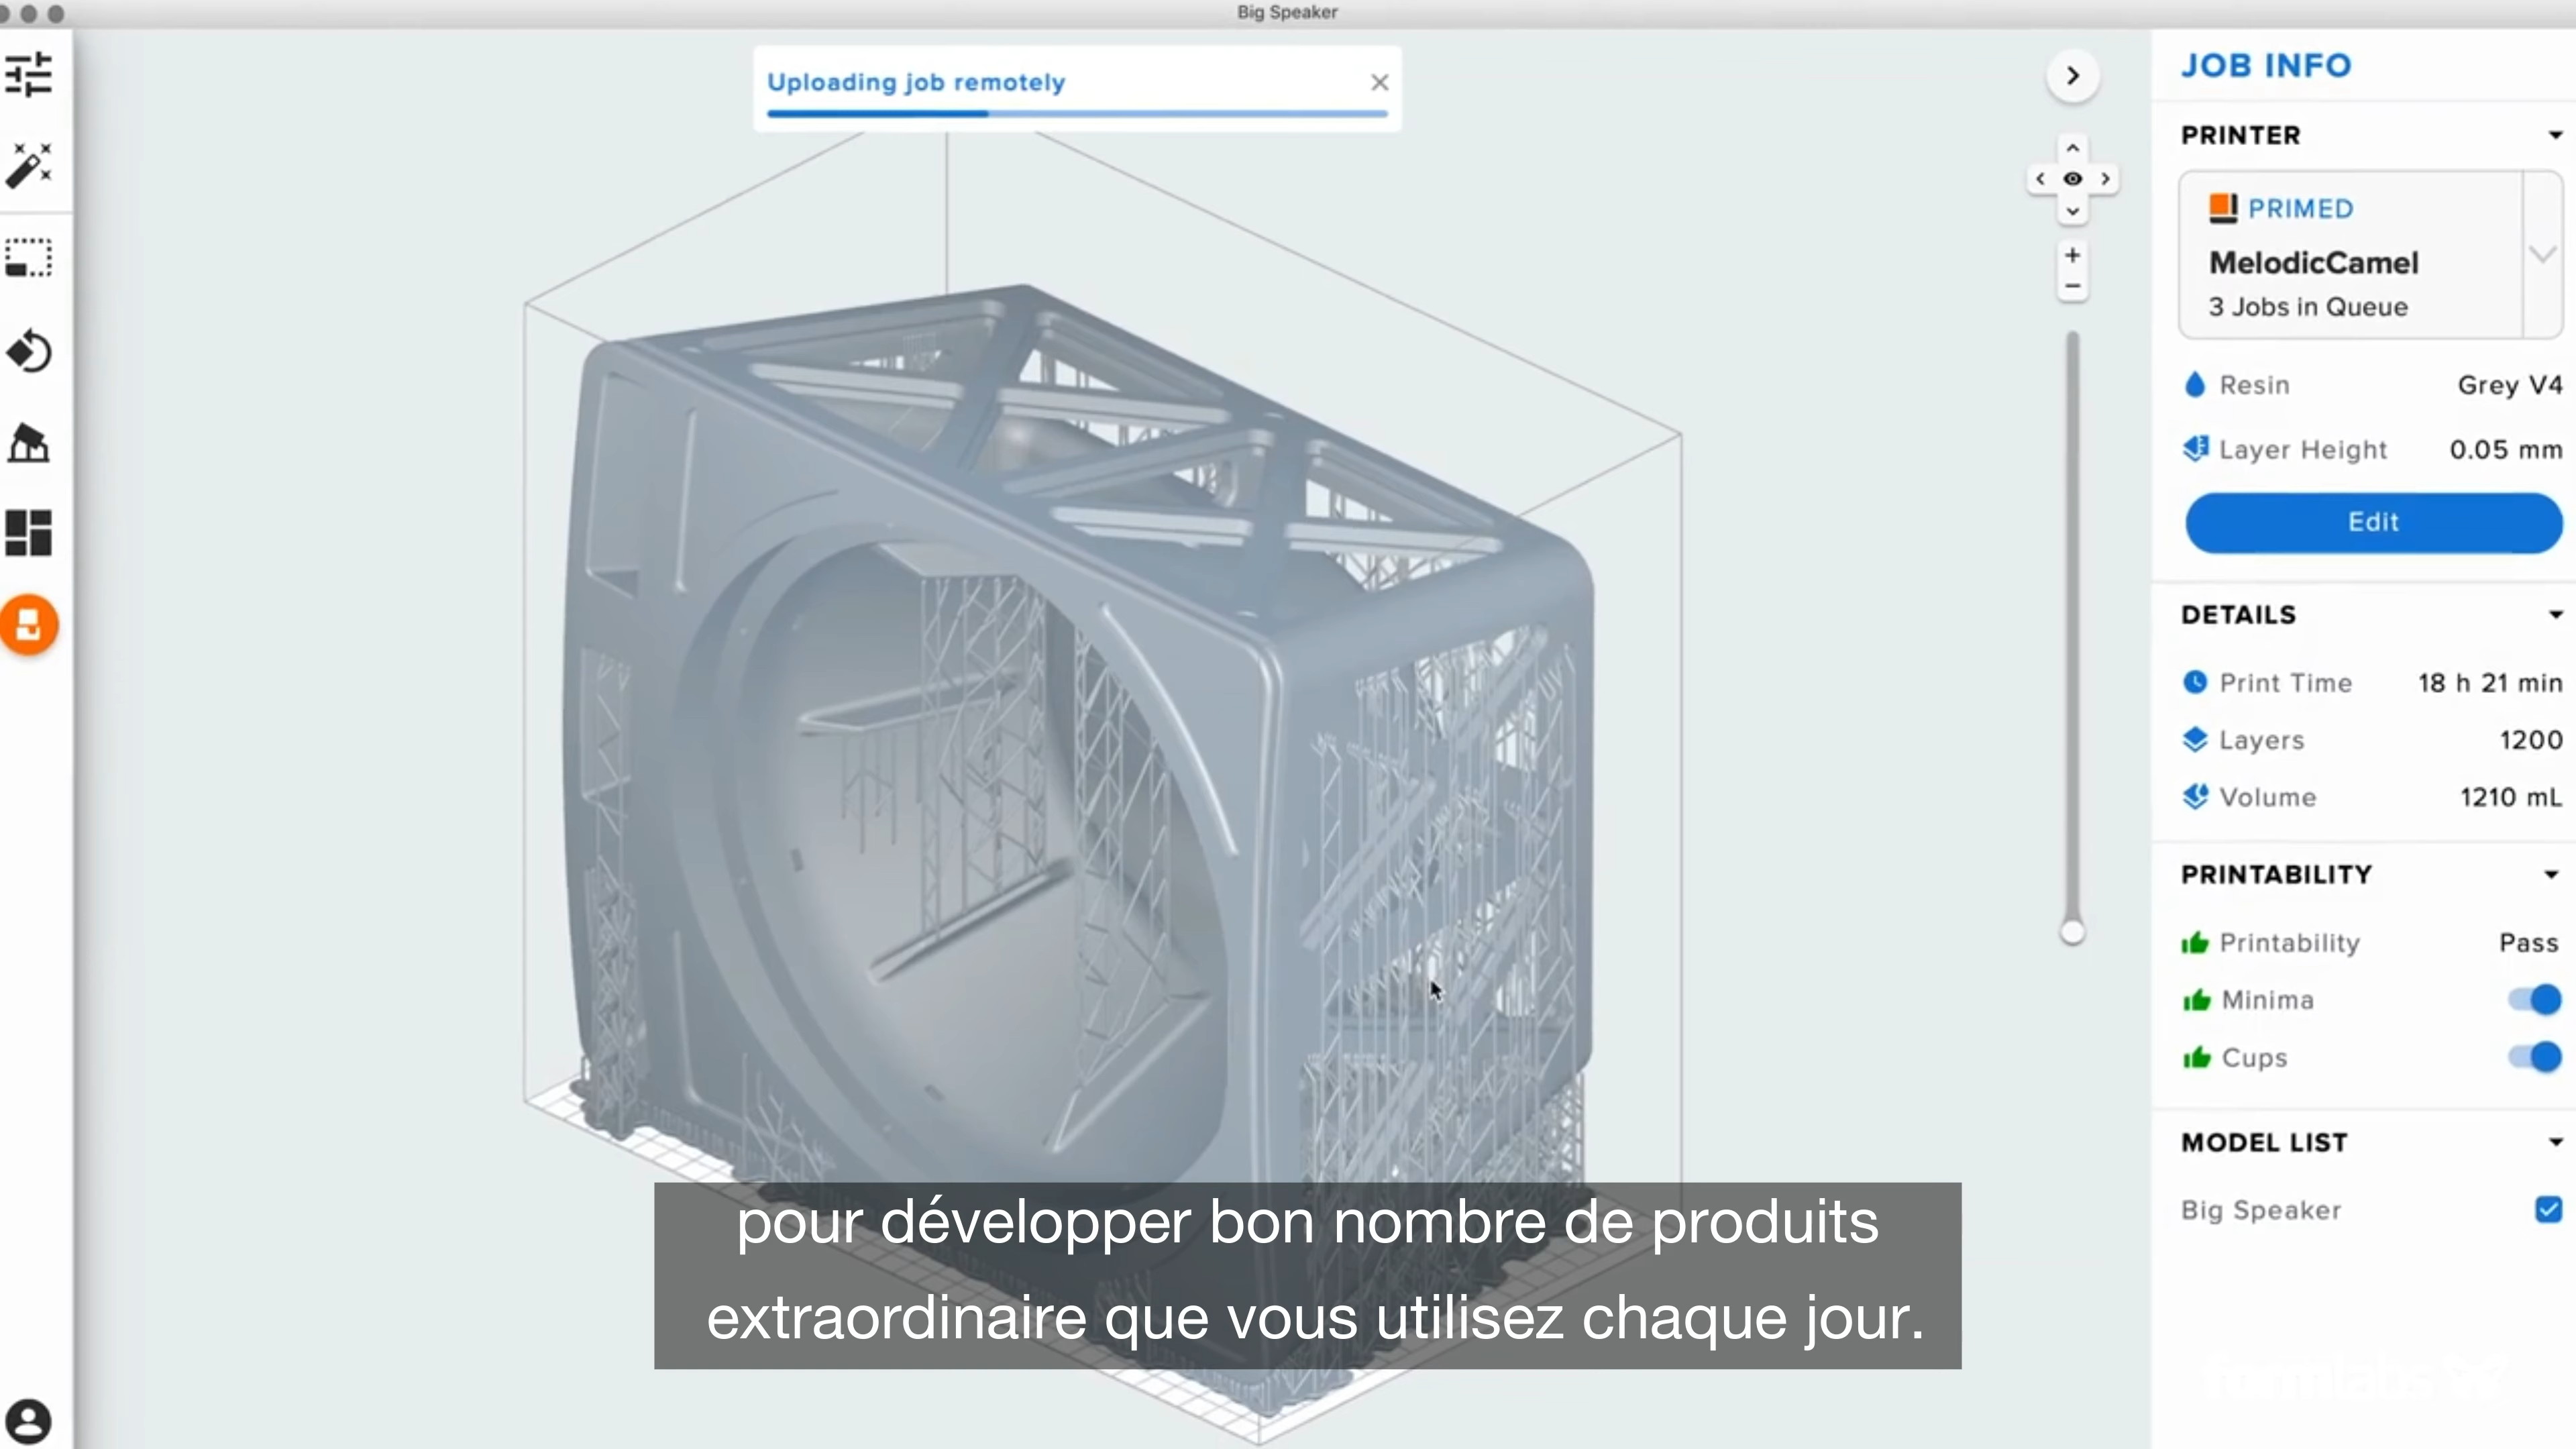 Big Speaker
Uploading job remotely
JOB INFO
PRINTER
PRIMED
MelodicCamel
3 Jobs in Queue
Resin Grey V4
Layer Height 0.05 mm
Edit
DETAILS
Print Time 18 h 21 min
Layers 1200
Volume 1210 mL
PRINTABILITY
Printability Pass
Minima
Cups
MODEL LIST
Big Speaker
pour développer bon nombre de produits
extraordinaire que vous utilisez chaque jour.